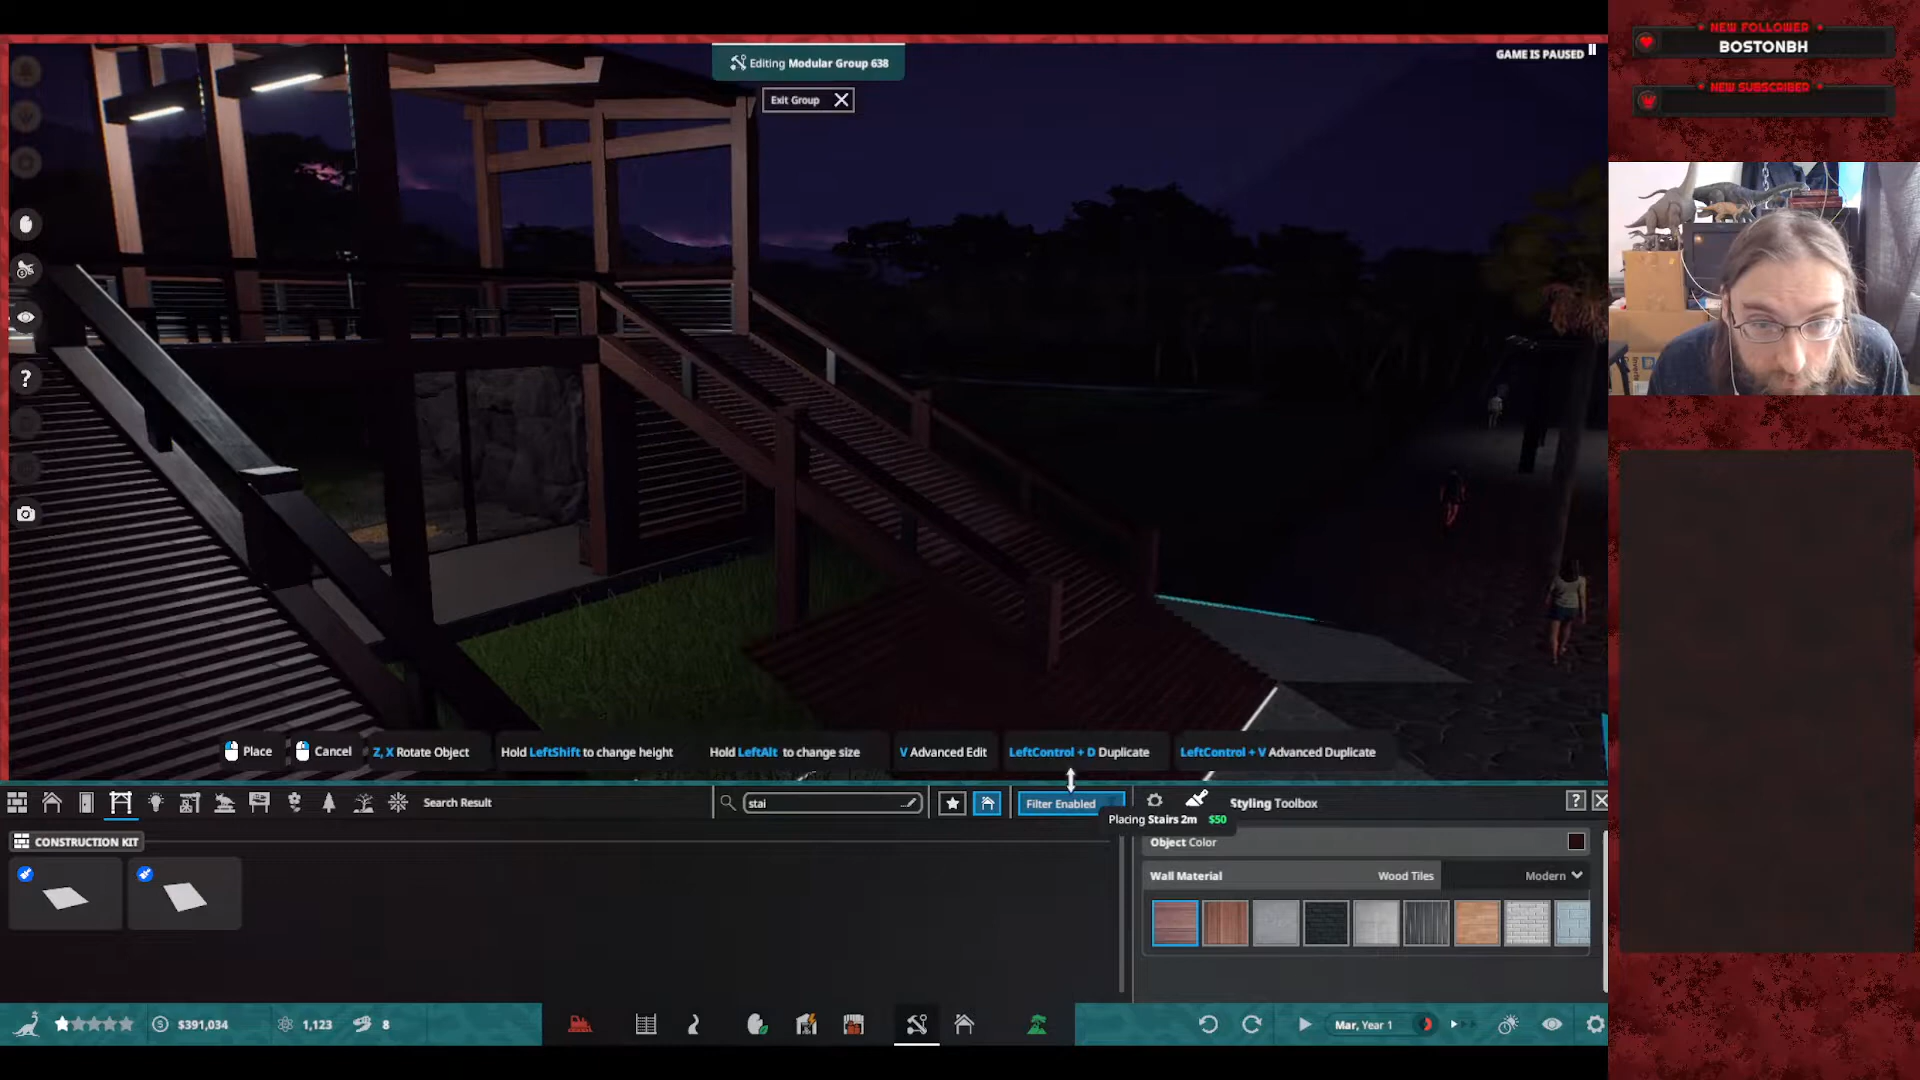 NEW FOLLOWER
BOSTONBH
NEW SUBSCRIBER
GAME IS PAUSED
Editing Modular Group 638
Exit Group
?
Place
Cancel
Z, X Rotate Object
Hold LeftShift to change height
Hold LeftAlt to change size
V Advanced Edit
LeftControl + D Duplicate
LeftControl + V Advanced Duplicate
Search Result
stai
Filter Enabled
Styling Toolbox
?
Placing Stairs 2m $50
CONSTRUCTION KIT
Object Color
Wall Material
Wood Tiles
Modern
$391,034
1,123
8
Mar, Year 1